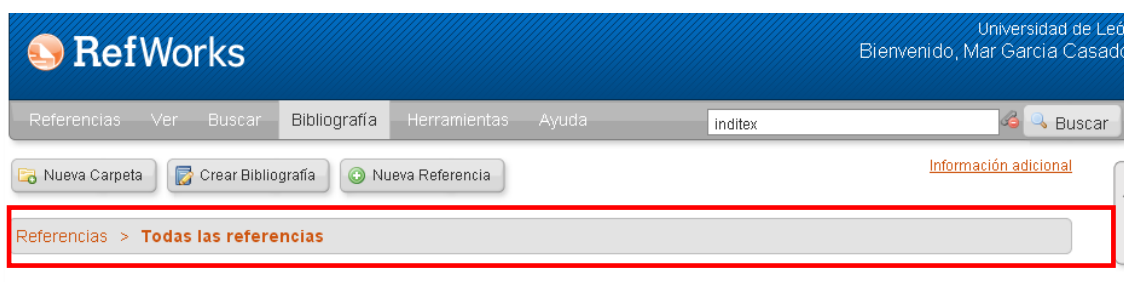 Universidad de Leó
RefWorks
Bienvenido, Mar Garcia Casado
Referencias Ver Buscar Bibliografía Herramientas Ayuda inditex Buscar
Nueva Carpeta Crear Bibliografía Nueva Referencia Información adicional
Referencias > Todas las referencias